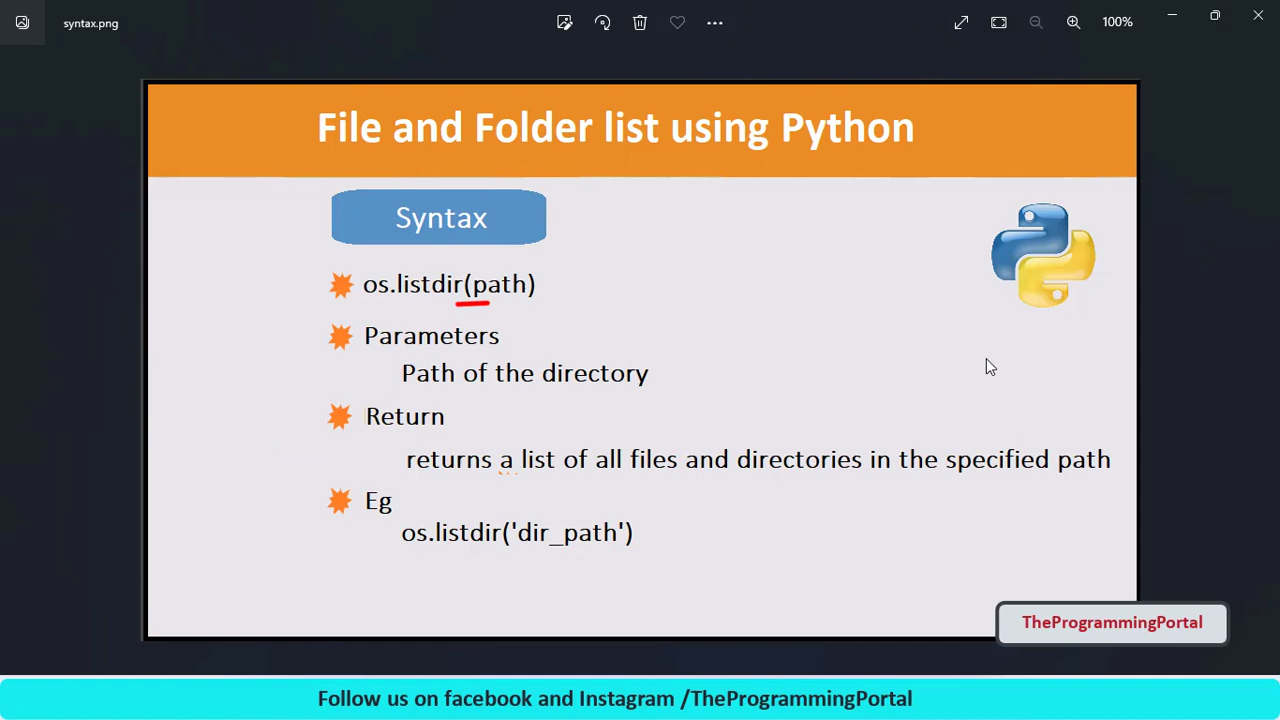 syntax.png
100%
File and Folder list using Python
Syntax
os.listdir(path)
Parameters
Path of the directory
Return
returns a list of all files and directories in the specified path
Eg
os.listdir('dir_path')
TheProgrammingPortal
Follow us on facebook and Instagram /TheProgrammingPortal